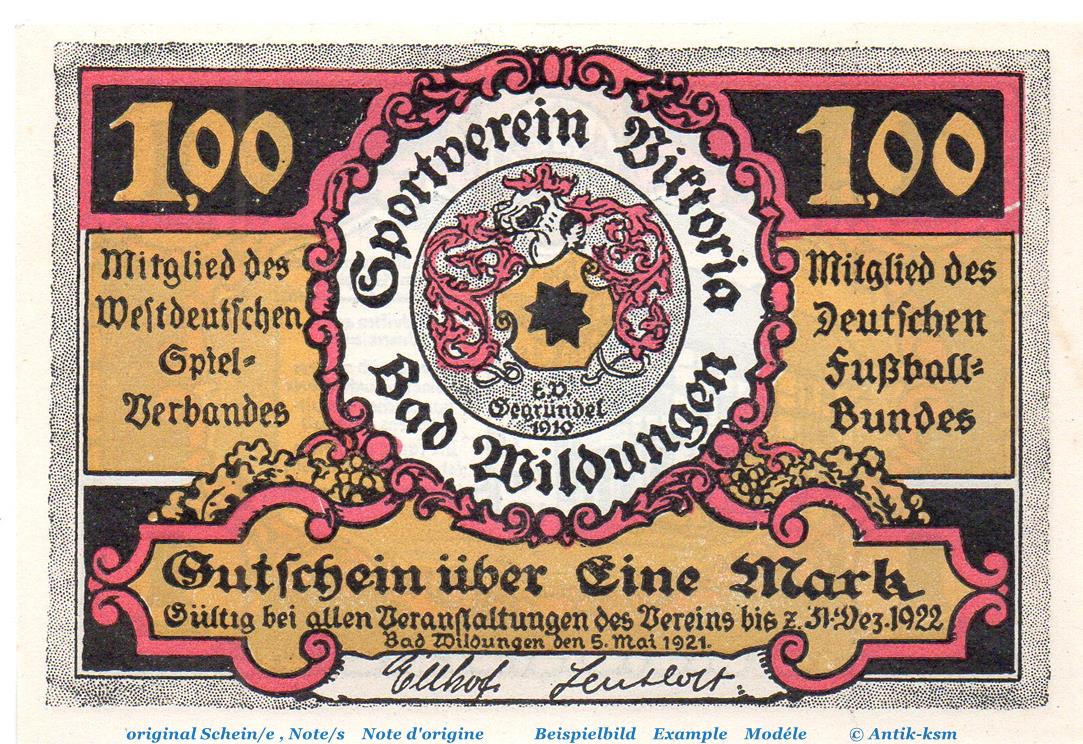 1,00
1,00
Sportverein Viktoria
Bad Wildungen
E.V.
Gegründet
1910
Mitglied des
Westdeutschen
Spiel-
Verbandes
Mitglied des
Deutschen
Fußball-
Bundes
Gutschein über Eine Mark
Gültig bei allen Veranstaltungen des Vereins bis z. 31. Dez. 1922
Bad Wildungen den 5. Mai 1921.
original Schein/e , Note/s Note d'origine Beispielbild Example Modéle © Antik-ksm